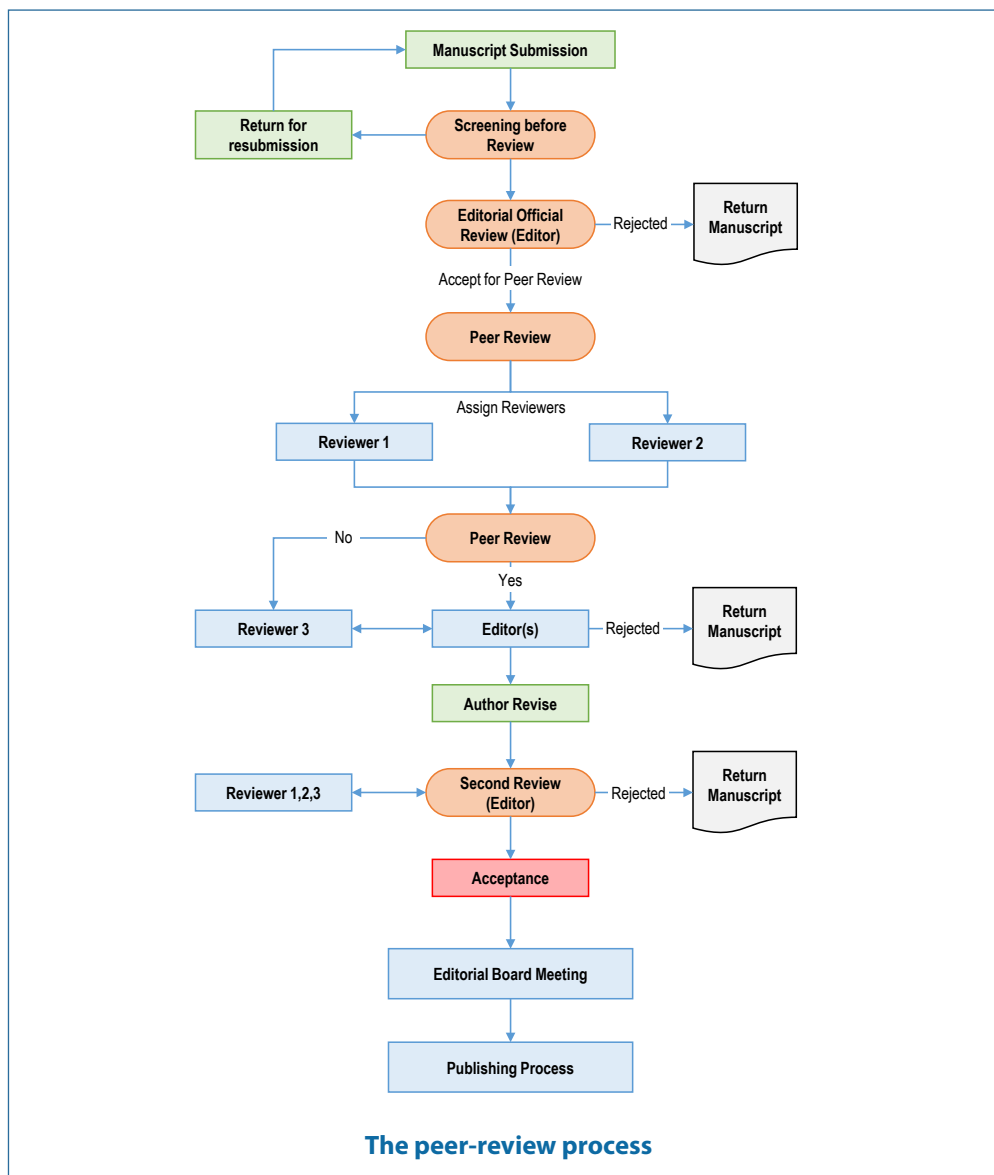 Manuscript Submission
Return for
resubmission
Screening before
Review
Editorial Official
Review (Editor)
Rejected
Return
Manuscript
Accept for Peer Review
Peer Review
Assign Reviewers
Reviewer 1
Reviewer 2
Peer Review
No
Yes
Reviewer 3
Editor(s)
Rejected
Return
Manuscript
Author Revise
Reviewer 1,2,3
Second Review
(Editor)
Rejected
Return
Manuscript
Acceptance
Editorial Board Meeting
Publishing Process
The peer-review process